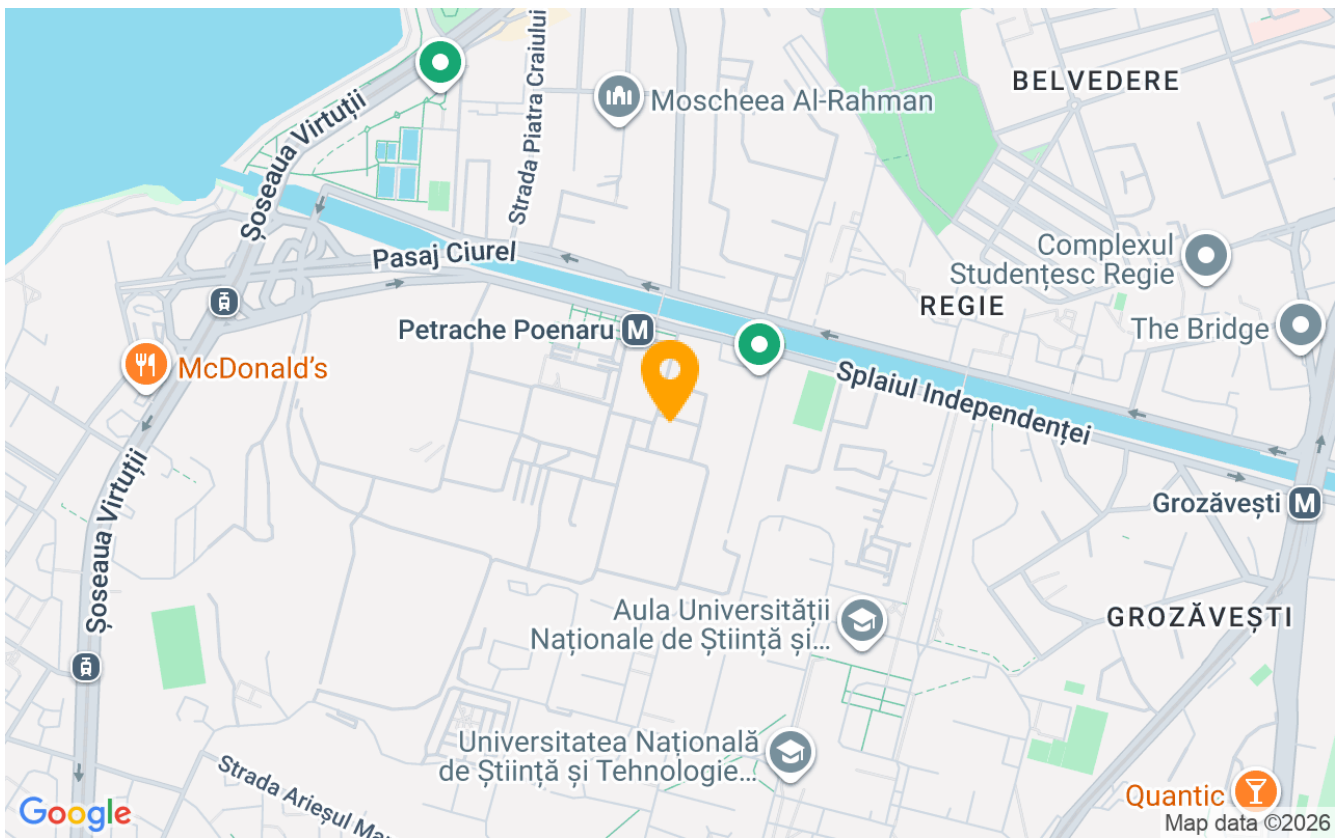 BELVEDERE
Strada Piatra Craiului
Moscheea Al-Rahman
Șoseaua Virtuții
Pasaj Ciurel
Complexul
Studențesc Regie
REGIE
The Bridge
Petrache Poenaru
M
McDonald's
Splaiul Independenței
Grozăvești
M
Șoseaua Virtuții
Aula Universității
Naționale de Știință și...
GROZĂVEȘTI
Universitatea Națională
de Știință și Tehnologie...
Strada Arieșul Ma
Quantic
Google
Map data ©2026